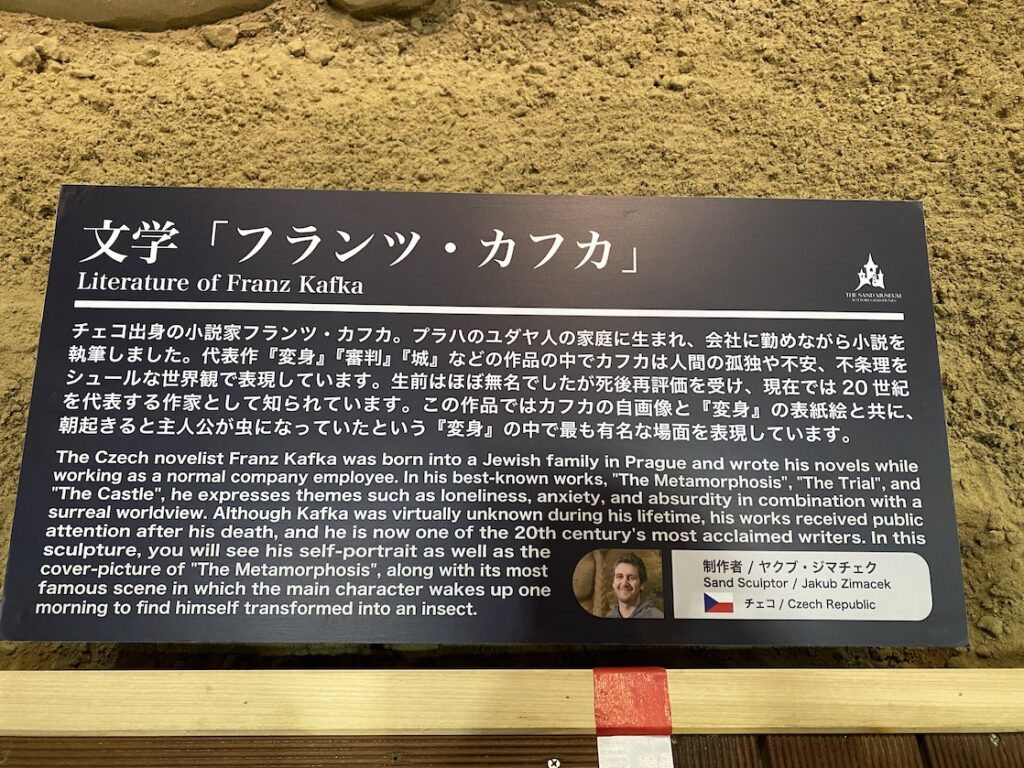 文学「フランツ・カフカ」
Literature of Franz Kafka
THE SAND MUSEUM
チェコ出身の小説家フランツ・カフカ。プラハのユダヤ人の家庭に生まれ、会社に勤めながら小説を
執筆しました。代表作『変身』『審判』『城』などの作品の中でカフカは人間の孤独や不安、不条理を
シュールな世界観で表現しています。生前はほぼ無名でしたが死後再評価を受け、現在では 20 世紀
を代表する作家として知られています。この作品ではカフカの自画像と『変身』の表紙絵と共に、
朝起きると主人公が虫になっていたという『変身』の中で最も有名な場面を表現しています。
The Czech novelist Franz Kafka was born into a Jewish family in Prague and wrote his novels while
working as a normal company employee. In his best-known works, "The Metamorphosis", "The Trial", and
"The Castle", he expresses themes such as loneliness, anxiety, and absurdity in combination with a
surreal worldview. Although Kafka was virtually unknown during his lifetime, his works received public
attention after his death, and he is now one of the 20th century's most acclaimed writers. In this
sculpture, you will see his self-portrait as well as the
cover-picture of "The Metamorphosis", along with its most
famous scene in which the main character wakes up one
morning to find himself transformed into an insect.
制作者 / ヤクブ・ジマチェク
Sand Sculptor / Jakub Zimacek
チェコ / Czech Republic